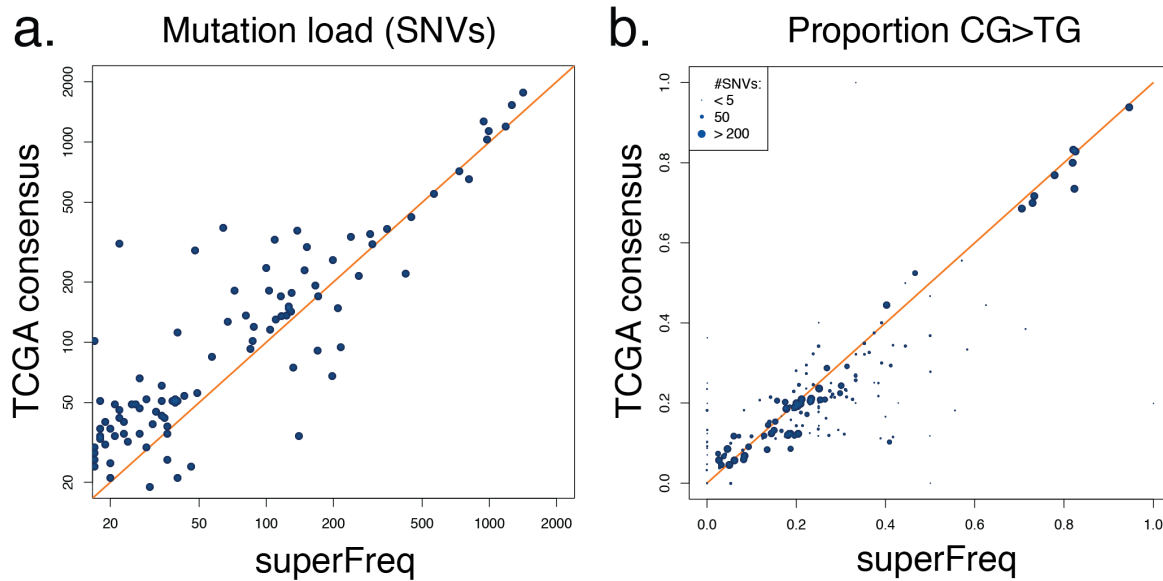 a.
Mutation load (SNVs)
TCGA consensus
2000
1000
500
200
100
50
20
20 50 100 200 500 1000 2000
superFreq
b.
Proportion CG>TG
#SNVs:
< 5
50
> 200
TCGA consensus
1.0
0.8
0.6
0.4
0.2
0.0
0.0 0.2 0.4 0.6 0.8 1.0
superFreq